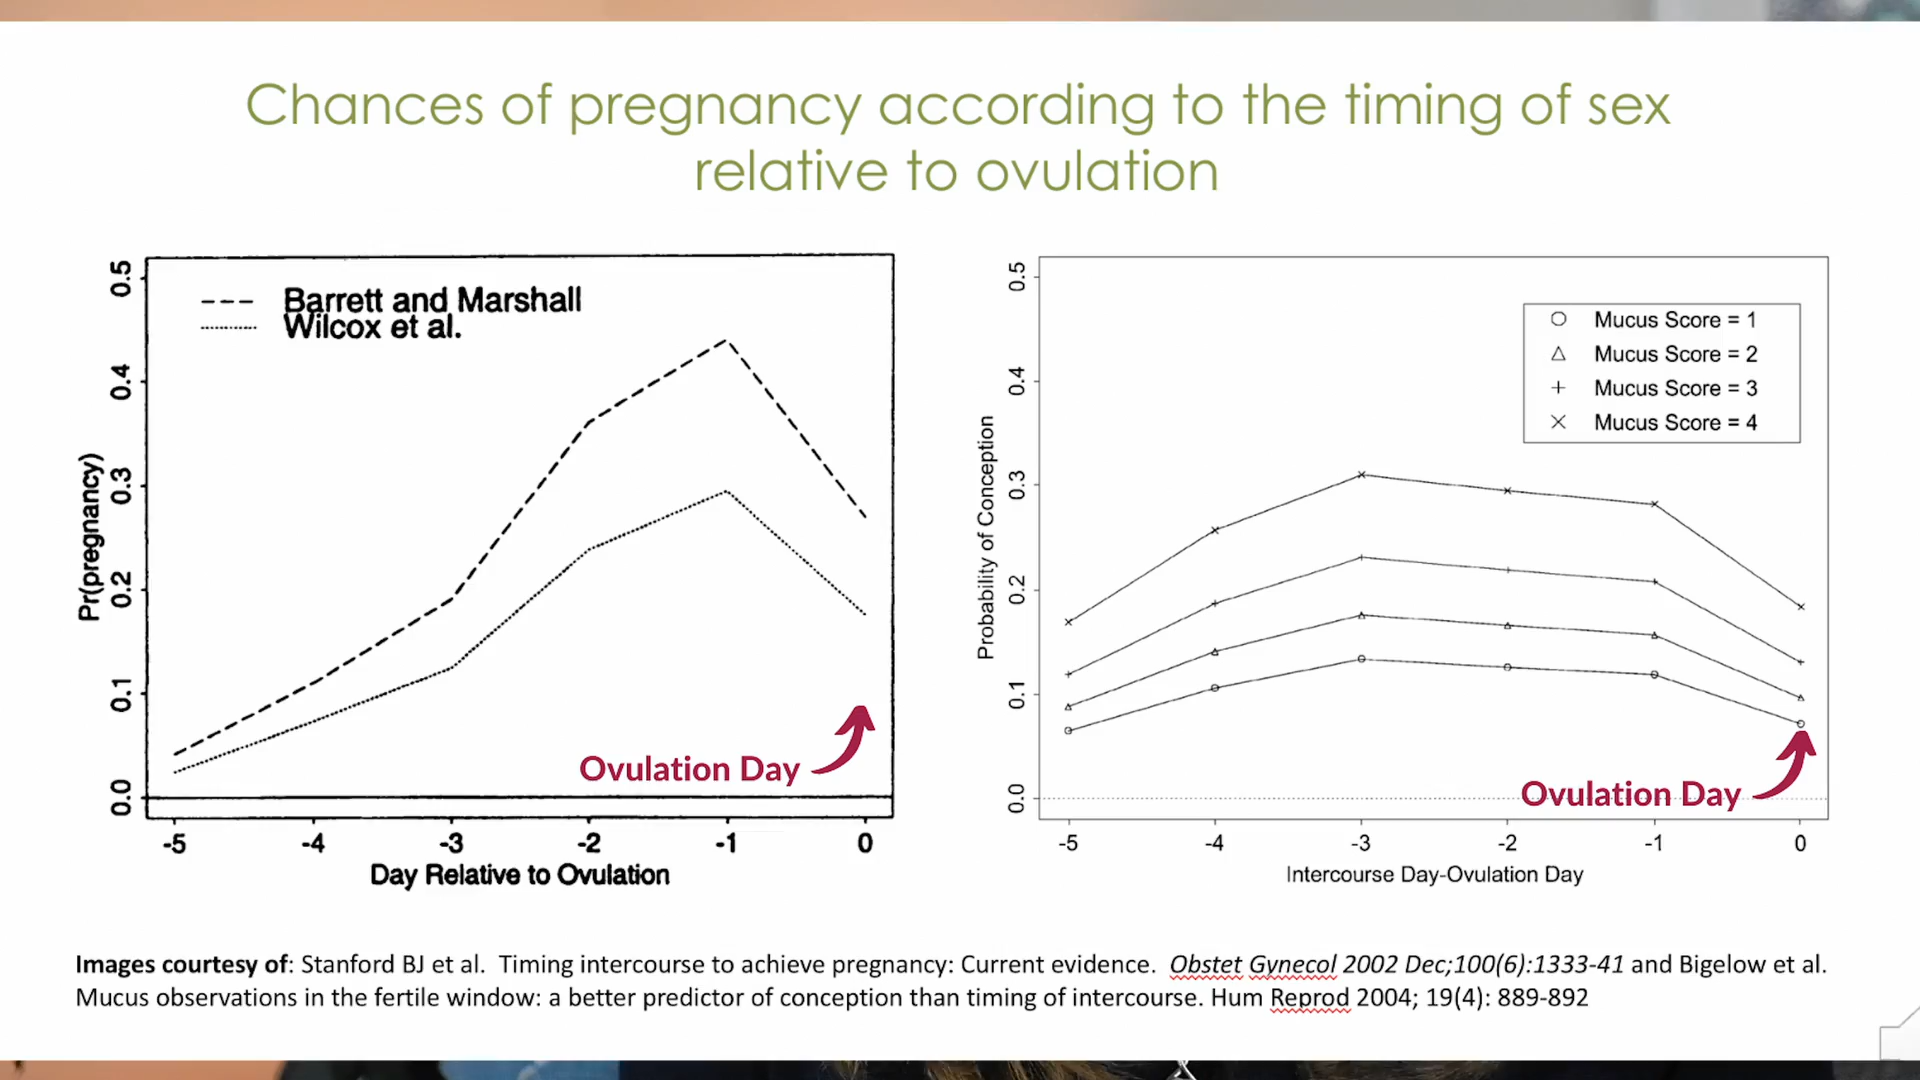 Chances of pregnancy according to the timing of sex
relative to ovulation
Barrett and Marshall
Wilcox et al.
Pr(pregnancy)
0.5
0.4
0.3
0.2
0.1
0.0
Ovulation Day
-5 -4 -3 -2 -1 0
Day Relative to Ovulation
Mucus Score = 1
Mucus Score = 2
Mucus Score = 3
Mucus Score = 4
Probability of Conception
0.5
0.4
0.3
0.2
0.1
0.0
Ovulation Day
-5 -4 -3 -2 -1 0
Intercourse Day-Ovulation Day
Images courtesy of: Stanford BJ et al. Timing intercourse to achieve pregnancy: Current evidence. Obstet Gynecol 2002 Dec;100(6):1333-41 and Bigelow et al.
Mucus observations in the fertile window: a better predictor of conception than timing of intercourse. Hum Reprod 2004; 19(4): 889-892